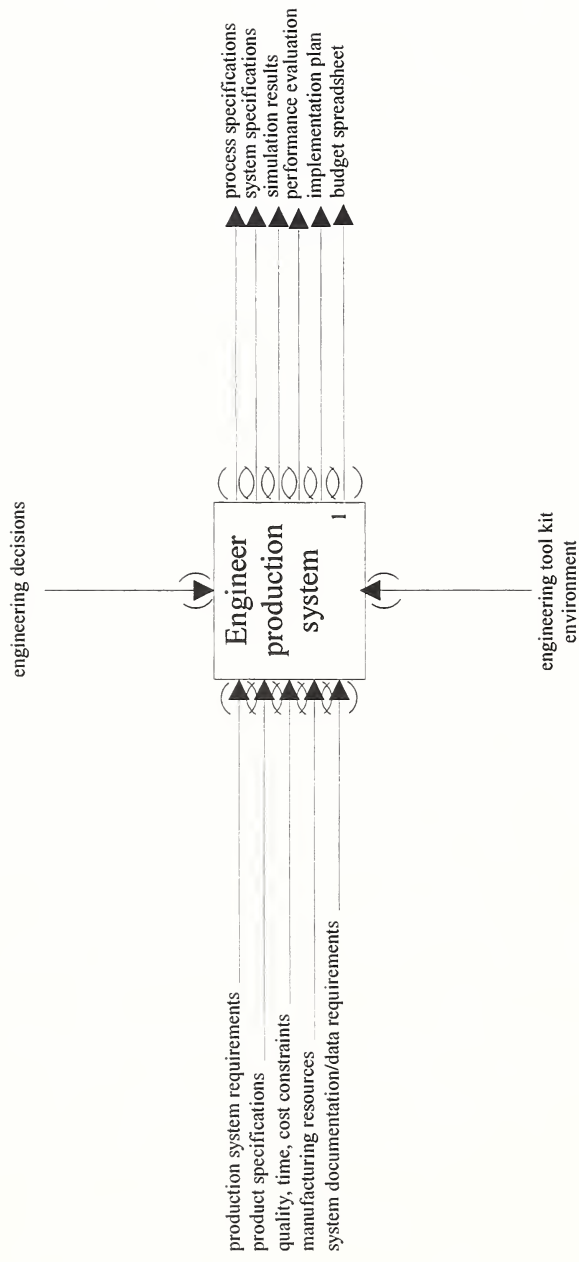 engineering decisions
production system requirements
product specifications
quality, time, cost constraints
manufacturing resources
system documentation/data requirements
Engineer
production
system
1
process specifications
system specifications
simulation results
performance evaluation
implementation plan
budget spreadsheet
engineering tool kit
environment